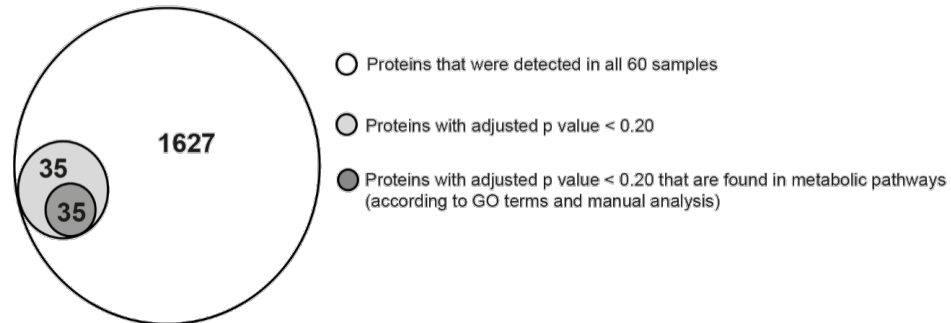 1627
35
35
Proteins that were detected in all 60 samples
Proteins with adjusted p value < 0.20
Proteins with adjusted p value < 0.20 that are found in metabolic pathways
(according to GO terms and manual analysis)